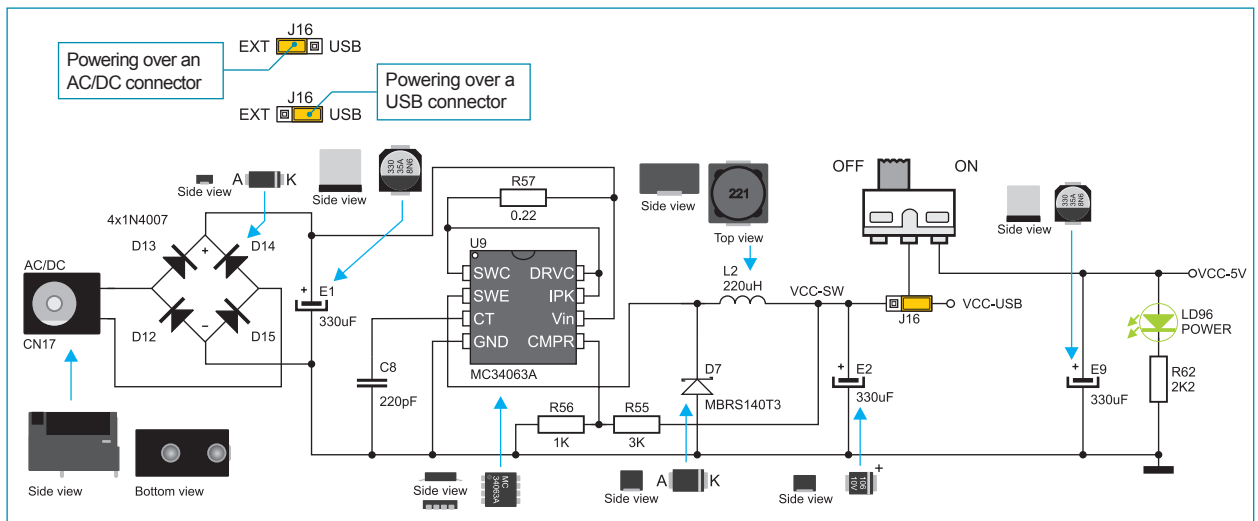 J16
EXT USB
Powering over an
AC/DC connector
J16
EXT USB
Powering over a
USB connector
Side view
A K
Side view
330
35A
8N6
4x1N4007
D13
D14
D12
D15
+
−
AC/DC
CN17
Side view
Bottom view
+
E1
330uF
C8
220pF
R57
0.22
U9
SWC DRVC
SWE IPK
CT Vin
GND CMPR
MC34063A
R56
1K
R55
3K
Side view
MC
34063A
Side view
221
Top view
L2
220uH
VCC-SW
D7
MBRS140T3
Side view
A K
+
E2
330uF
Side view
106
10V
+
OFF ON
J16
VCC-USB
Side view
330
35A
8N6
VCC-5V
+
E9
330uF
LD96
POWER
R62
2K2